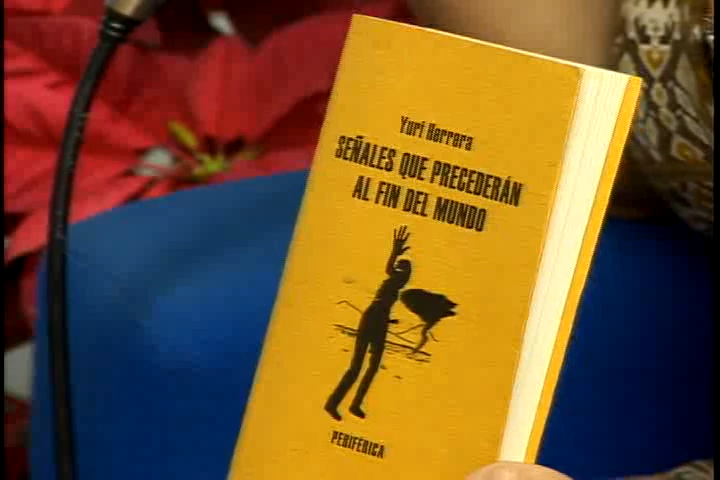 Yuri Herrera
SEÑALES QUE PRECEDERÁN
AL FIN DEL MUNDO
PERIFÉRICA